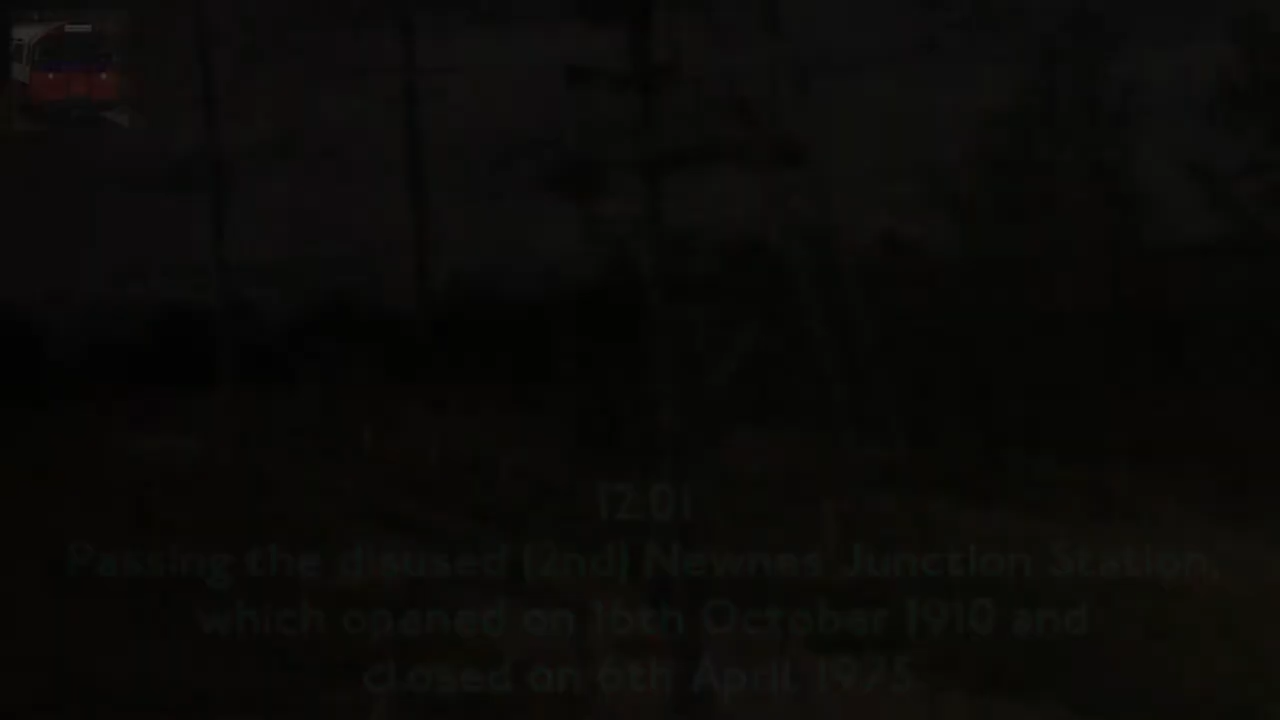 12.01
Passing the disused (2nd) Newnes Junction Station,
which opened on 16th October 1910 and
closed on 6th April 1975.